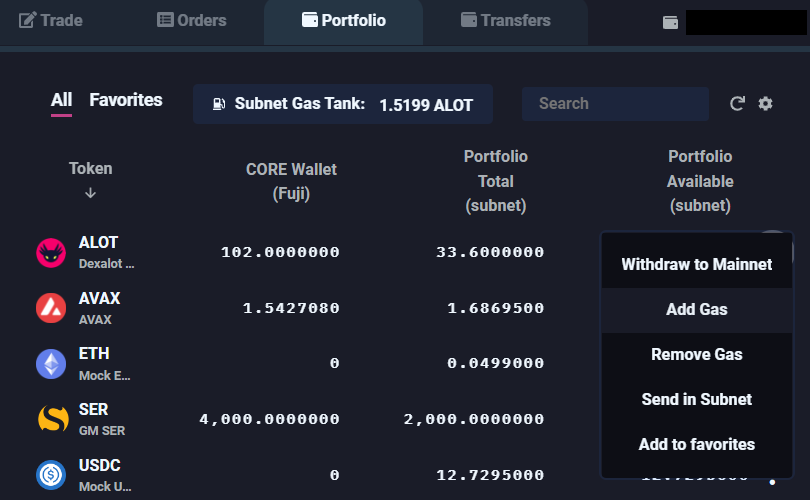 Trade
Orders
Portfolio
Transfers
All
Favorites
Subnet Gas Tank: 1.5199 ALOT
Search
Token
CORE Wallet
(Fuji)
Portfolio
Total
(subnet)
Portfolio
Available
(subnet)
ALOT
Dexalot ...
102.0000000
33.6000000
AVAX
AVAX
1.5427080
1.6869500
ETH
Mock E...
0
0.0499000
SER
GM SER
4,000.0000000
2,000.0000000
USDC
Mock U...
0
12.7295000
Withdraw to Mainnet
Add Gas
Remove Gas
Send in Subnet
Add to favorites